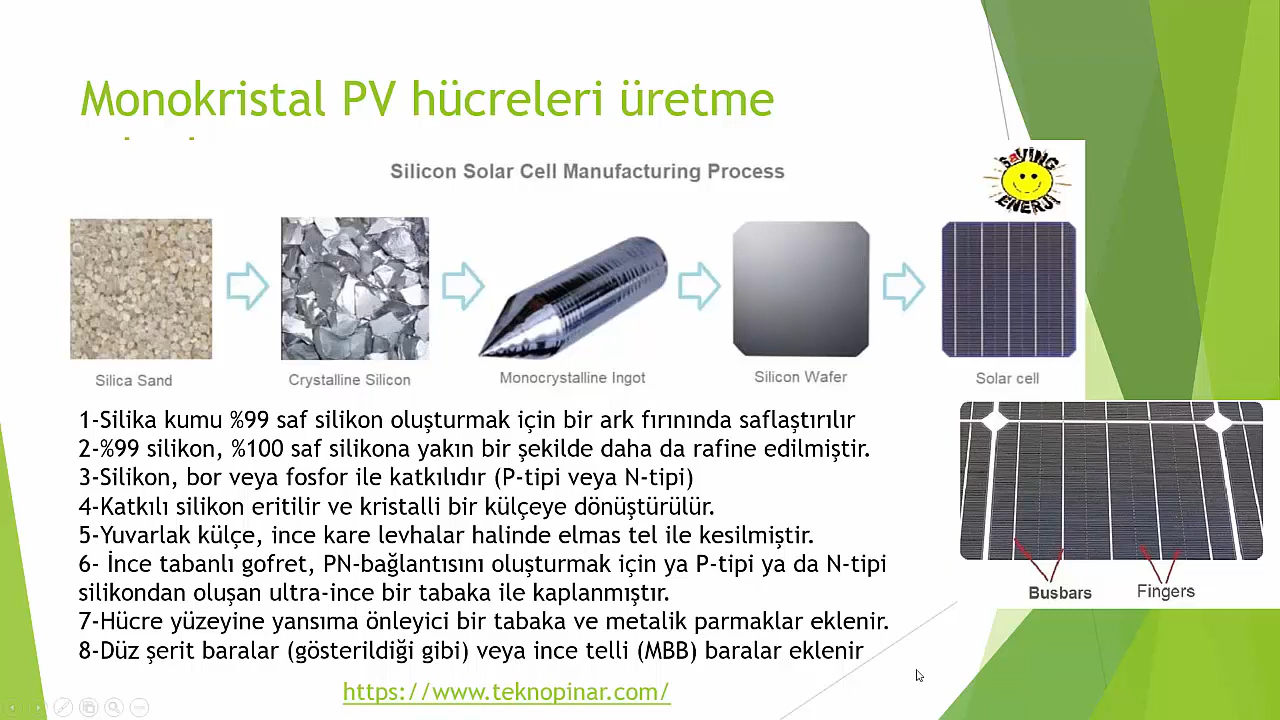 Monokristal PV hücreleri üretme
Silicon Solar Cell Manufacturing Process
SaVING
ENERJI
Silica Sand
Crystalline Silicon
Monocrystalline Ingot
Silicon Wafer
Solar cell
1-Silika kumu %99 saf silikon oluşturmak için bir ark fırınında saflaştırılır
2-%99 silikon, %100 saf silikona yakın bir şekilde daha da rafine edilmiştir.
3-Silikon, bor veya fosfor ile katkılıdır (P-tipi veya N-tipi)
4-Katkılı silikon eritilir ve kristalli bir külçeye dönüştürülür.
5-Yuvarlak külçe, ince kare levhalar halinde elmas tel ile kesilmiştir.
6- İnce tabanlı gofret, PN-bağlantısını oluşturmak için ya P-tipi ya da N-tipi
silikondan oluşan ultra-ince bir tabaka ile kaplanmıştır.
7-Hücre yüzeyine yansıma önleyici bir tabaka ve metalik parmaklar eklenir.
8-Düz şerit baralar (gösterildiği gibi) veya ince telli (MBB) baralar eklenir
Busbars
Fingers
https://www.teknopinar.com/